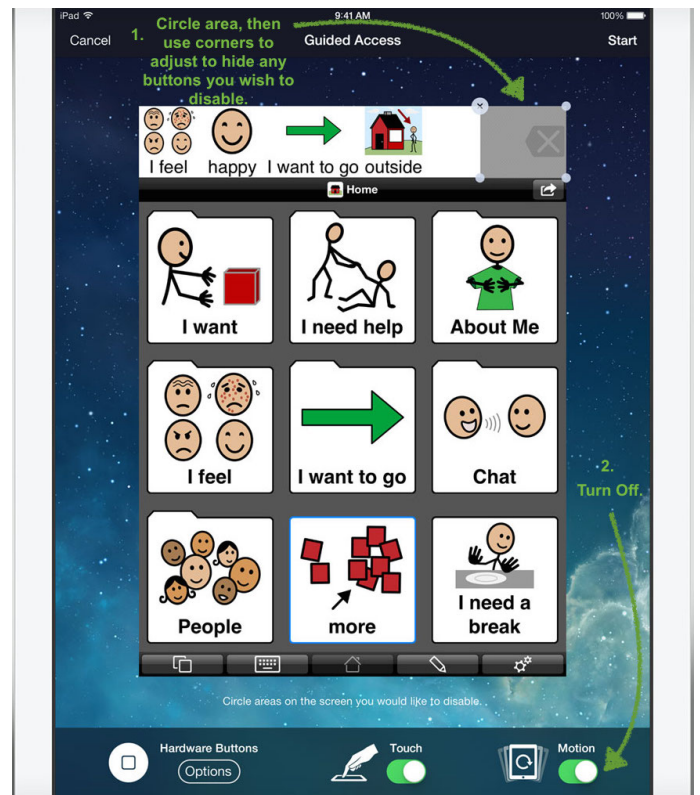 iPad
9:41 AM
100%
Cancel
Guided Access
Start
1.
Circle area, then
use corners to
adjust to hide any
buttons you wish to
disable.
I feel
happy
I want to go
outside
Home
I want
I need help
About Me
I feel
I want to go
Chat
2.
Turn Off.
People
more
I need a
break
Circle areas on the screen you would like to disable.
Hardware Buttons
Options
Touch
Motion